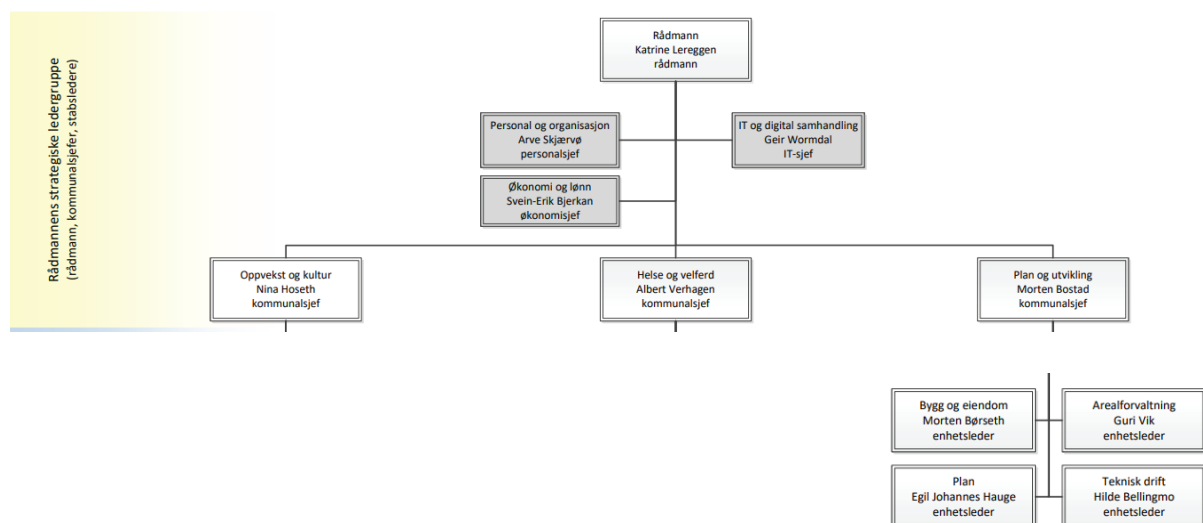 Rådmannens strategiske ledergruppe
(rådmann, kommunalsjefer, stabsledere)
Rådmann
Katrine Lereggen
rådmann
Personal og organisasjon
Arve Skjærvø
personalsjef
IT og digital samhandling
Geir Wormdal
IT-sjef
Økonomi og lønn
Svein-Erik Bjerkan
økonomisjef
Oppvekst og kultur
Nina Hoseth
kommunalsjef
Helse og velferd
Albert Verhagen
kommunalsjef
Plan og utvikling
Morten Bostad
kommunalsjef
Bygg og eiendom
Morten Børseth
enhetsleder
Arealforvaltning
Guri Vik
enhetsleder
Plan
Egil Johannes Hauge
enhetsleder
Teknisk drift
Hilde Bellingmo
enhetsleder